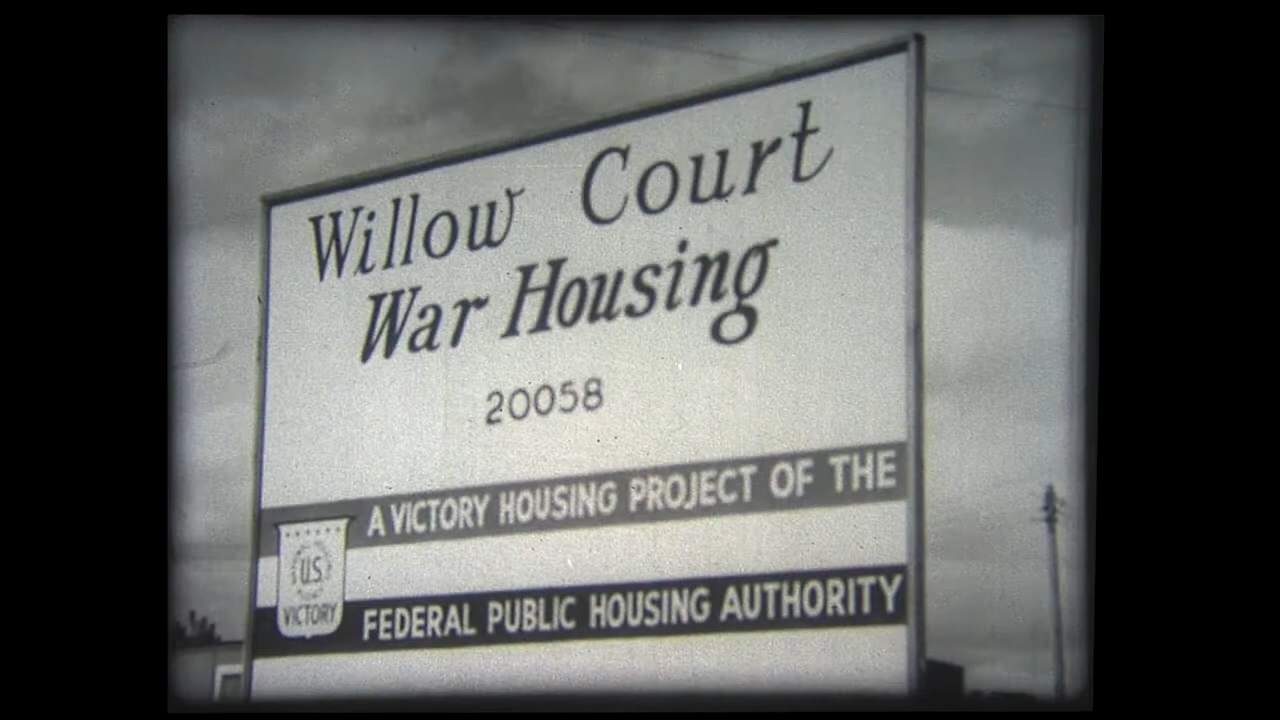 Willow Court
War Housing
20058
A VICTORY HOUSING PROJECT OF THE
U.S.
VICTORY
FEDERAL PUBLIC HOUSING AUTHORITY